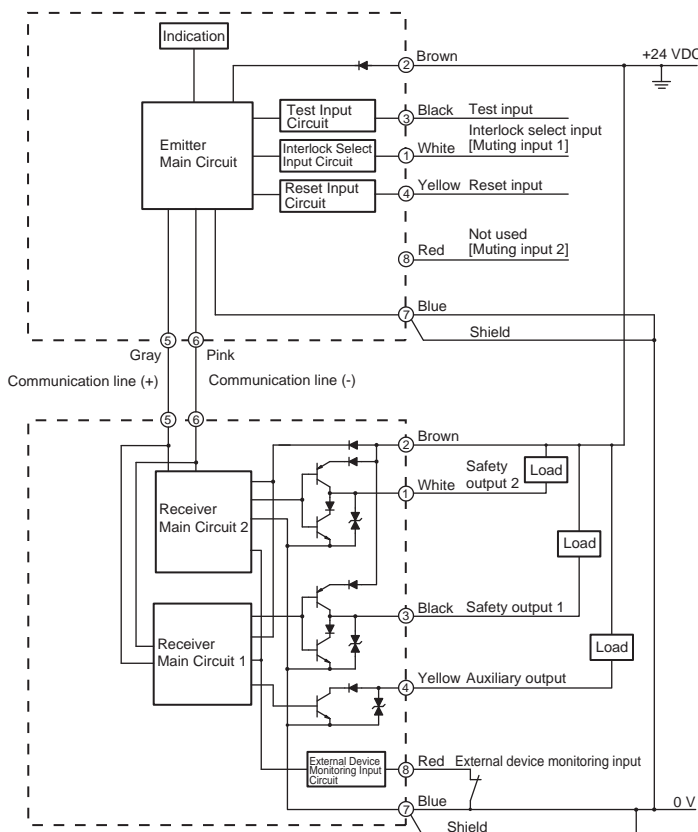 Indication
2 Brown
+24 VDC
Test Input
Circuit
3 Black Test input
Emitter
Main Circuit
Interlock Select
Input Circuit
1 White Interlock select input
[Muting input 1]
Reset Input
Circuit
4 Yellow Reset input
8 Red Not used
[Muting input 2]
7 Blue
Shield
5 6
Gray Pink
Communication line (+) Communication line (-)
5 6
2 Brown
Load
1 White Safety
output 2
Receiver
Main Circuit 2
Load
3 Black Safety output 1
Receiver
Main Circuit 1
Load
4 Yellow Auxiliary output
External Device
Monitoring Input
Circuit
8 Red External device monitoring input
7 Blue
0 V
Shield